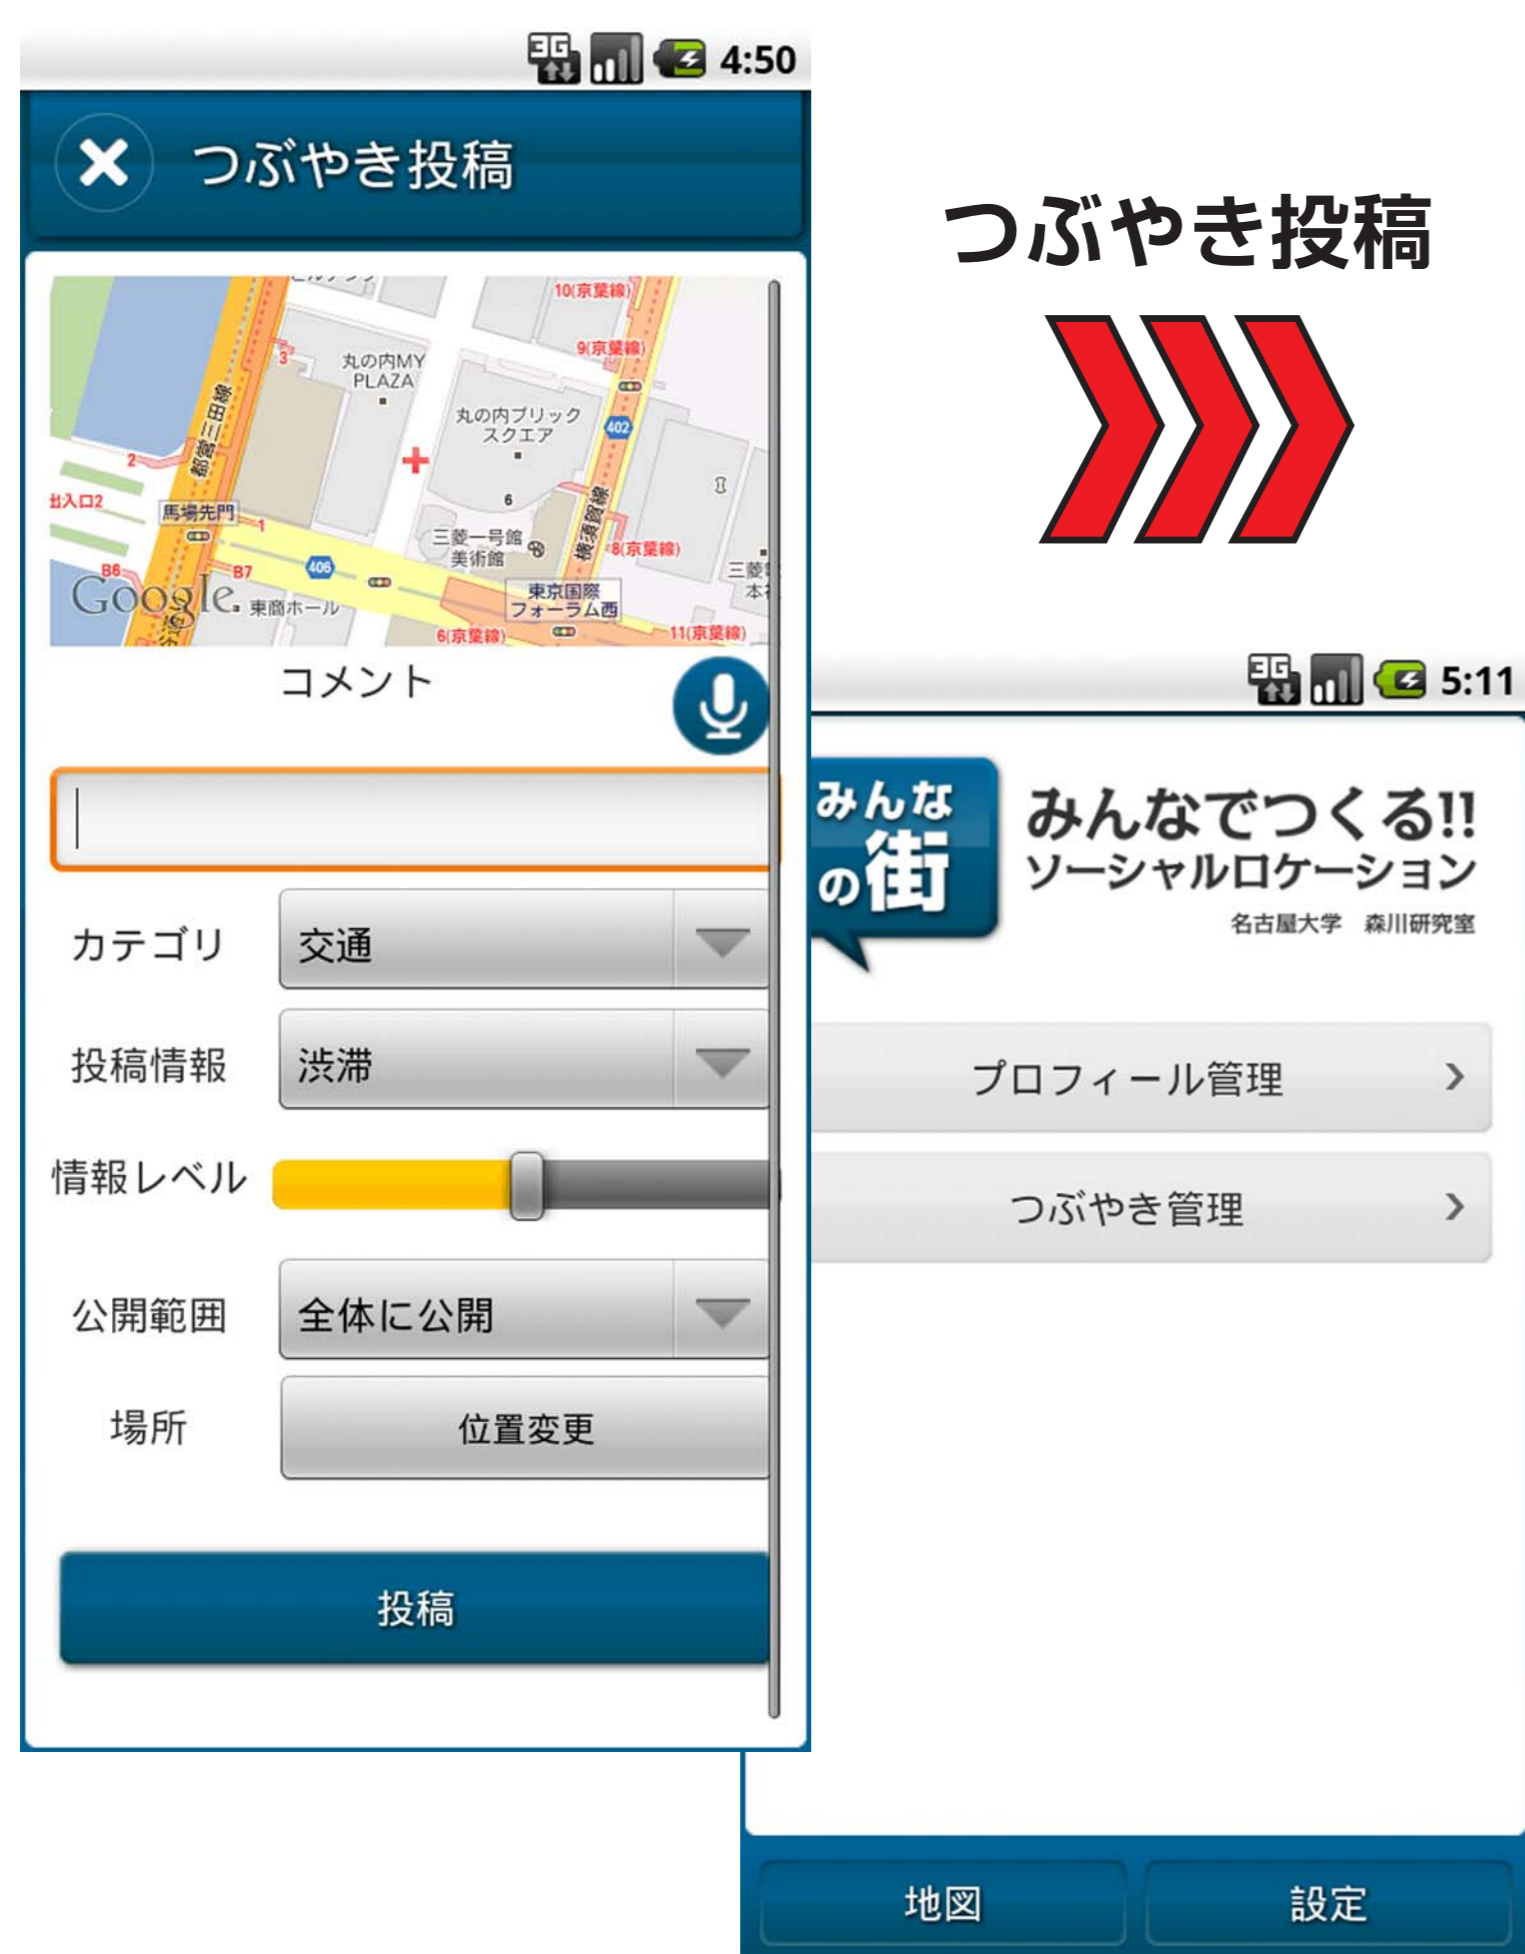 3G 4:50
つぶやき投稿
つぶやき投稿
10(京葉線)
9(京葉線)
3
丸の内MY
PLAZA
丸の内ブリック
スクエア
402
都営三田線
2
出入口2
馬場先門
1
6
横須賀線
三菱一号館
美術館
8(京葉線)
B6
B7
406
Google
東商ホール
東京国際
フォーラム西
6(京葉線)
11(京葉線)
コメント
カテゴリ 交通
投稿情報 渋滞
情報レベル
公開範囲 全体に公開
場所 位置変更
投稿
3G 5:11
みんな
の街
みんなでつくる!!
ソーシャルロケーション
名古屋大学 森川研究室
プロフィール管理
つぶやき管理
地図 設定